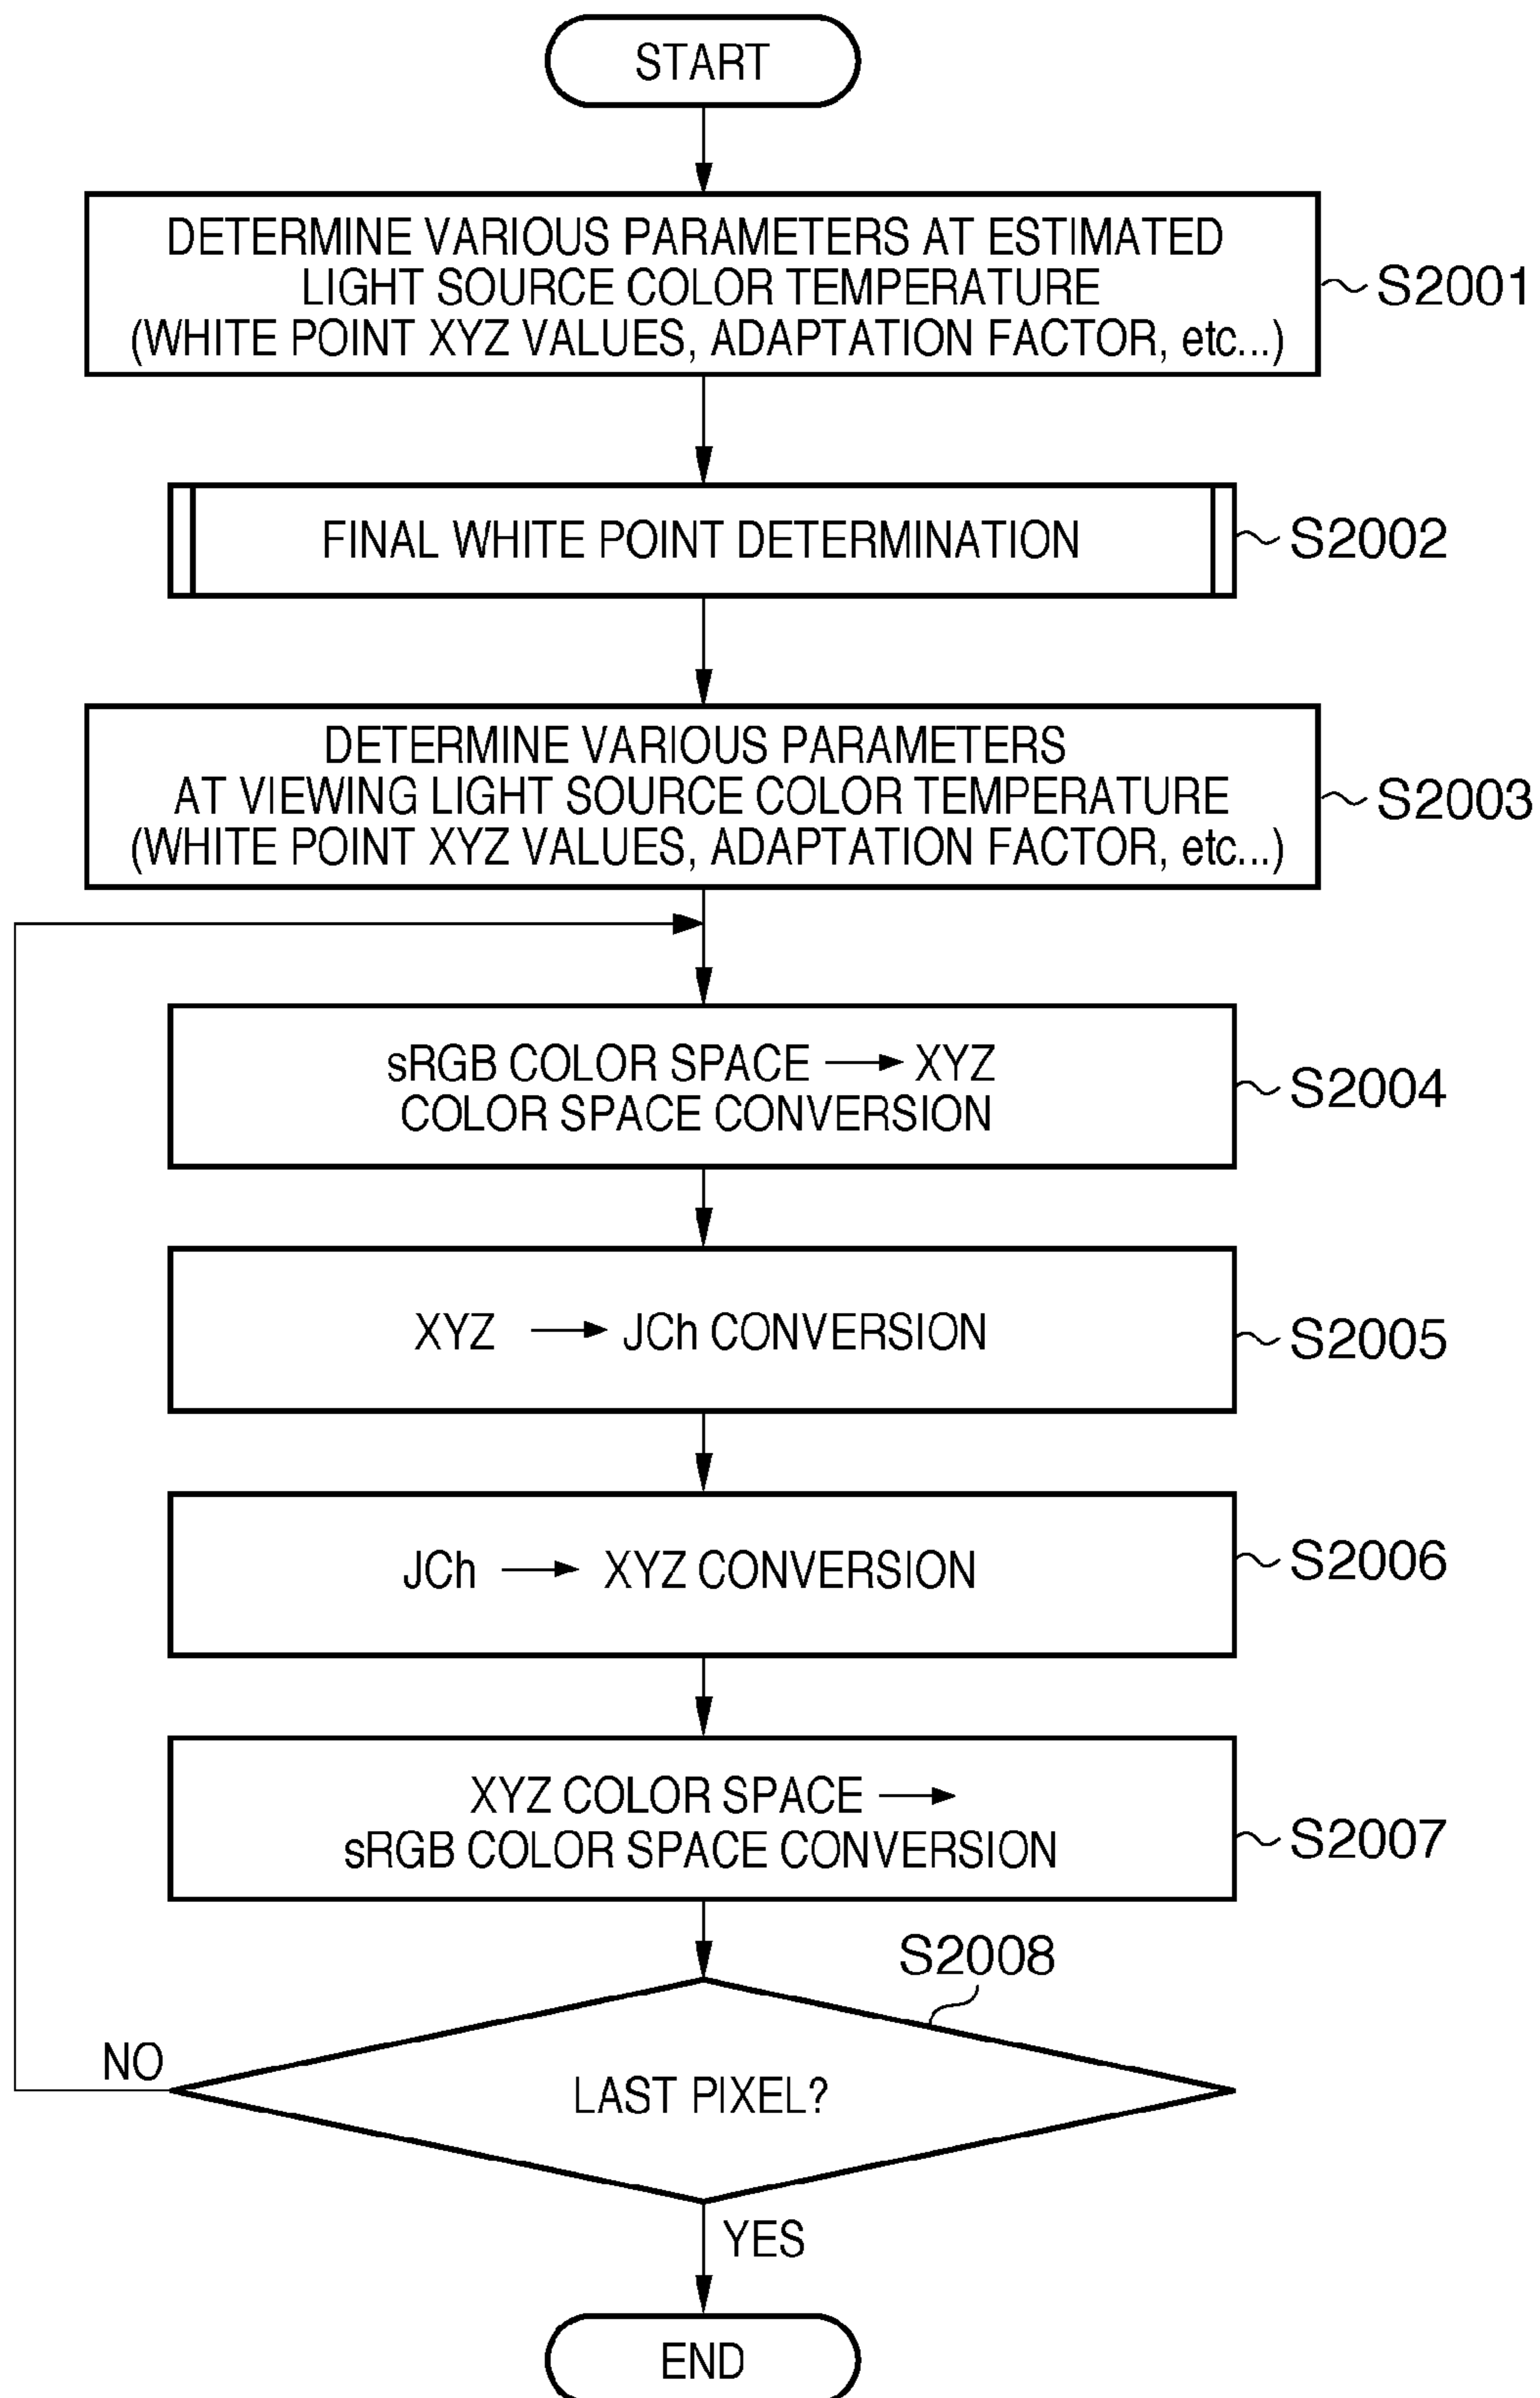 START
DETERMINE VARIOUS PARAMETERS AT ESTIMATED
LIGHT SOURCE COLOR TEMPERATURE
(WHITE POINT XYZ VALUES, ADAPTATION FACTOR, etc...)
S2001
FINAL WHITE POINT DETERMINATION
S2002
DETERMINE VARIOUS PARAMETERS
AT VIEWING LIGHT SOURCE COLOR TEMPERATURE
(WHITE POINT XYZ VALUES, ADAPTATION FACTOR, etc...)
S2003
sRGB COLOR SPACE → XYZ
COLOR SPACE CONVERSION
S2004
XYZ → JCh CONVERSION
S2005
JCh → XYZ CONVERSION
S2006
XYZ COLOR SPACE →
sRGB COLOR SPACE CONVERSION
S2007
S2008
NO
LAST PIXEL?
YES
END